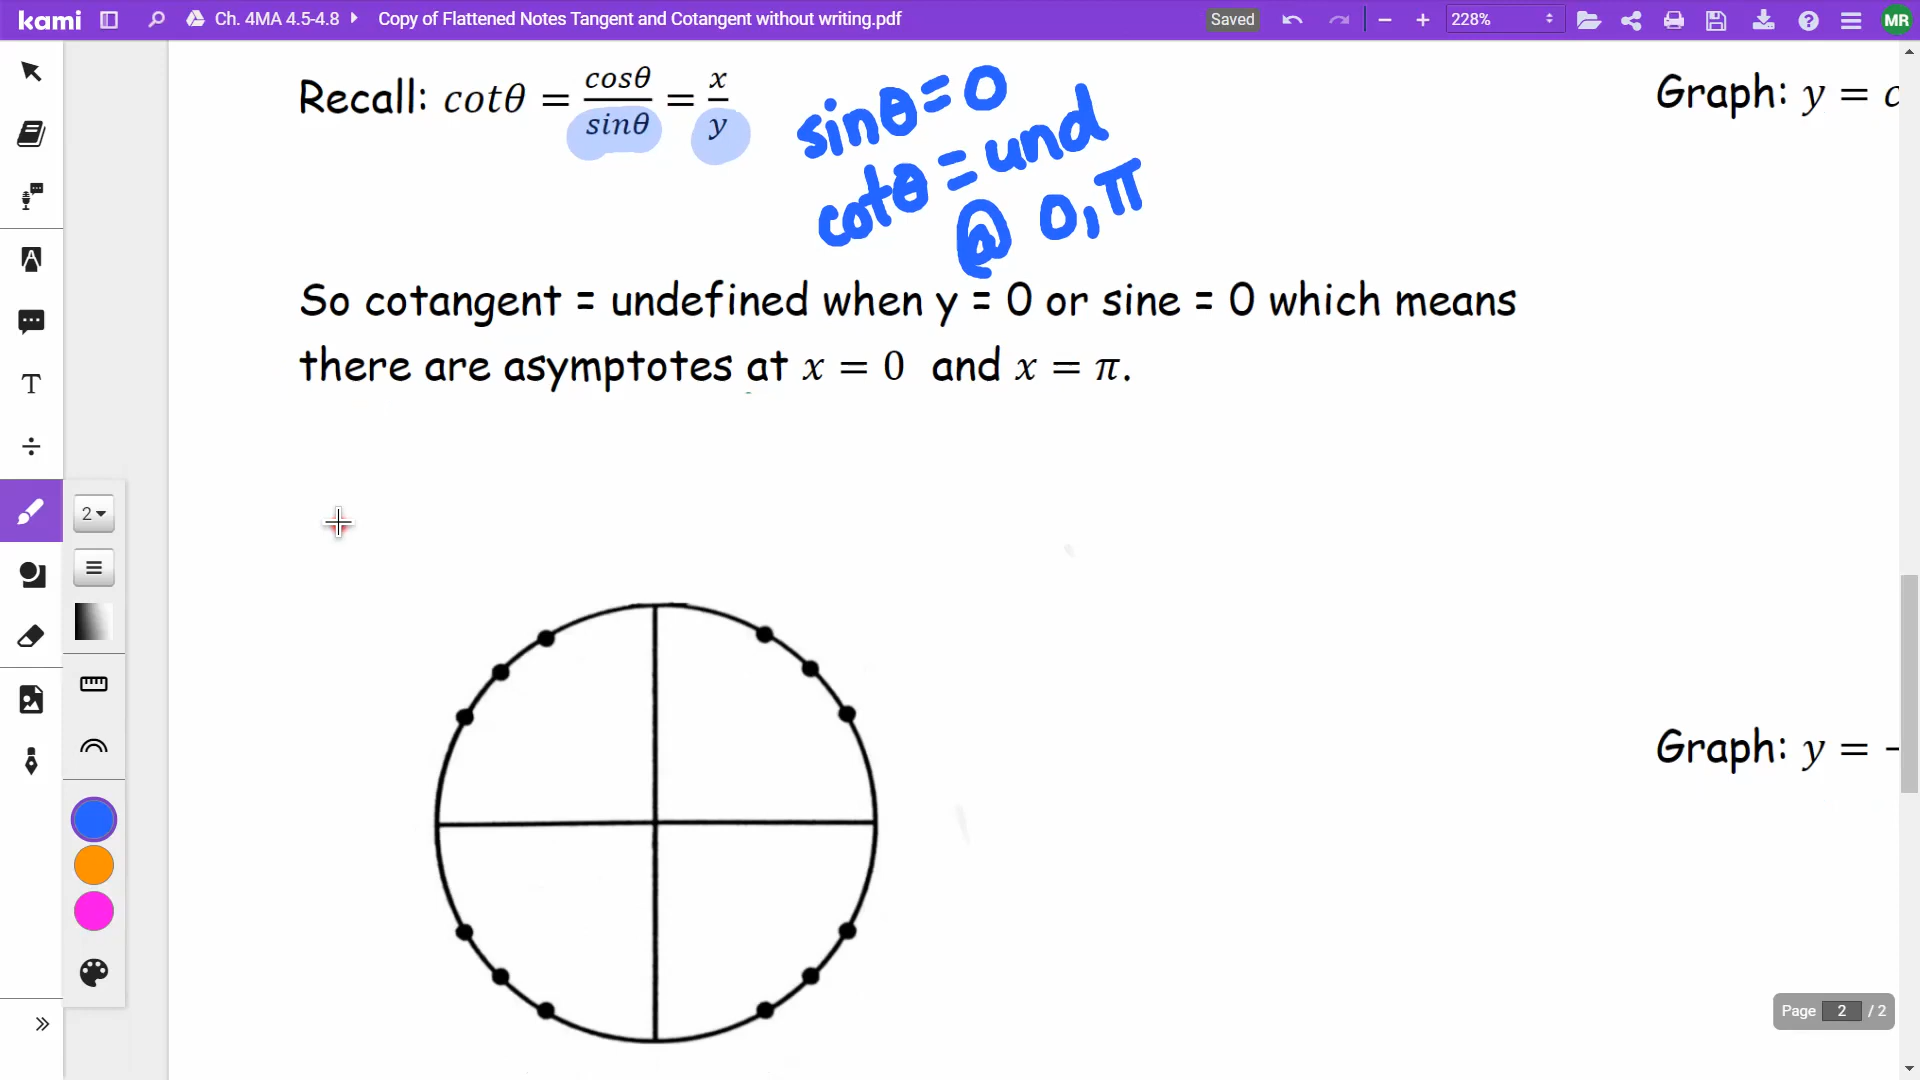 kami Ch. 4MA 4.5-4.8 Copy of Flattened Notes Tangent and Cotangent without writing.pdf Saved 228% MR
Recall: cotθ = cosθ/sinθ = x/y
sinθ=0
cotθ=und
@ 0,π
Graph: y = c
So cotangent = undefined when y = 0 or sine = 0 which means
there are asymptotes at x = 0 and x = π.
2
Graph: y = -
Page 2 / 2